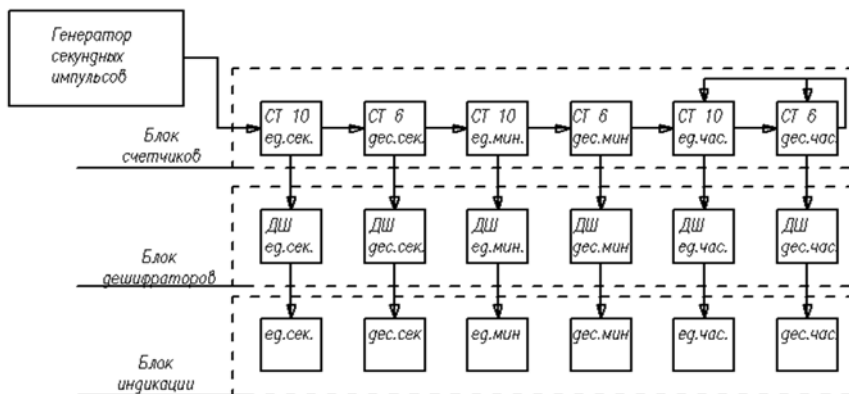 Генератор
секундных
импульсов
СТ 10
ед.сек.
СТ 6
дес.сек.
СТ 10
ед.мин.
СТ 6
дес.мин
СТ 10
ед.час.
СТ 6
дес.час.
Блок
счетчиков
ДШ
ед.сек.
ДШ
дес.сек.
ДШ
ед.мин.
ДШ
дес.мин
ДШ
ед.час.
ДШ
дес.час.
Блок
дешифраторов
ед.сек.
дес.сек
ед.мин
дес.мин
ед.час.
дес.час.
Блок
индикации